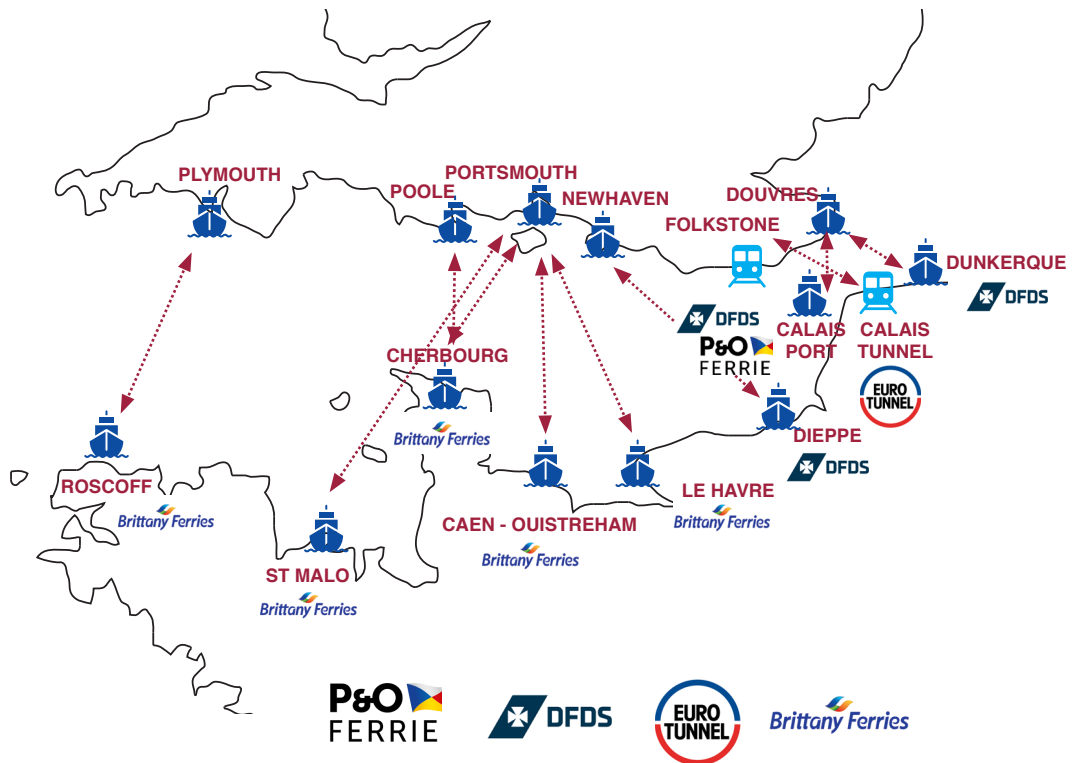 PORTSMOUTH
PLYMOUTH
POOLE
NEWHAVEN
DOUVRES
FOLKSTONE
DUNKERQUE
DFDS
DFDS
P&O
FERRIE
CALAIS
PORT
CALAIS
TUNNEL
CHERBOURG
EURO
TUNNEL
Brittany Ferries
DIEPPE
DFDS
ROSCOFF
Brittany Ferries
LE HAVRE
Brittany Ferries
CAEN - OUISTREHAM
Brittany Ferries
ST MALO
Brittany Ferries
P&O
FERRIE
DFDS
EURO
TUNNEL
Brittany Ferries